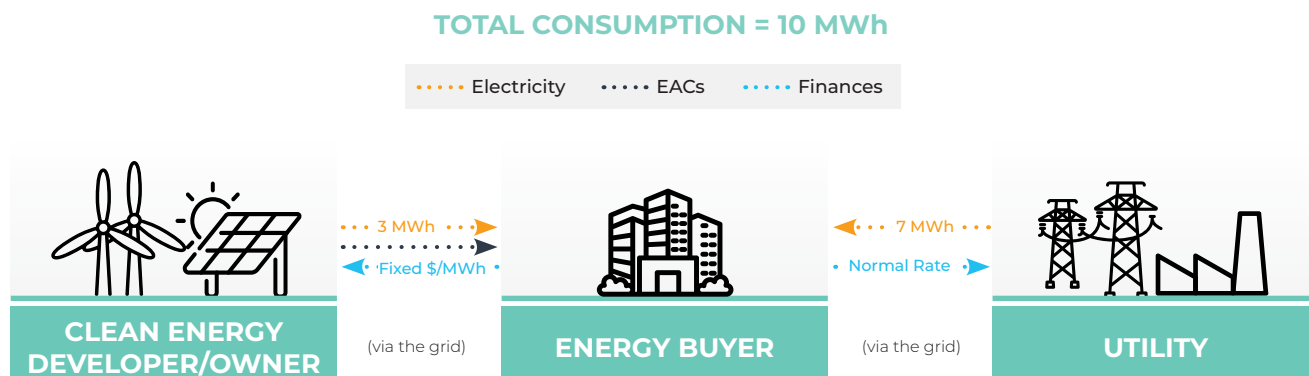 TOTAL CONSUMPTION = 10 MWh
Electricity EACs Finances
3 MWh 7 MWh
Fixed $/MWh Normal Rate
CLEAN ENERGY
DEVELOPER/OWNER
(via the grid)
ENERGY BUYER
(via the grid)
UTILITY